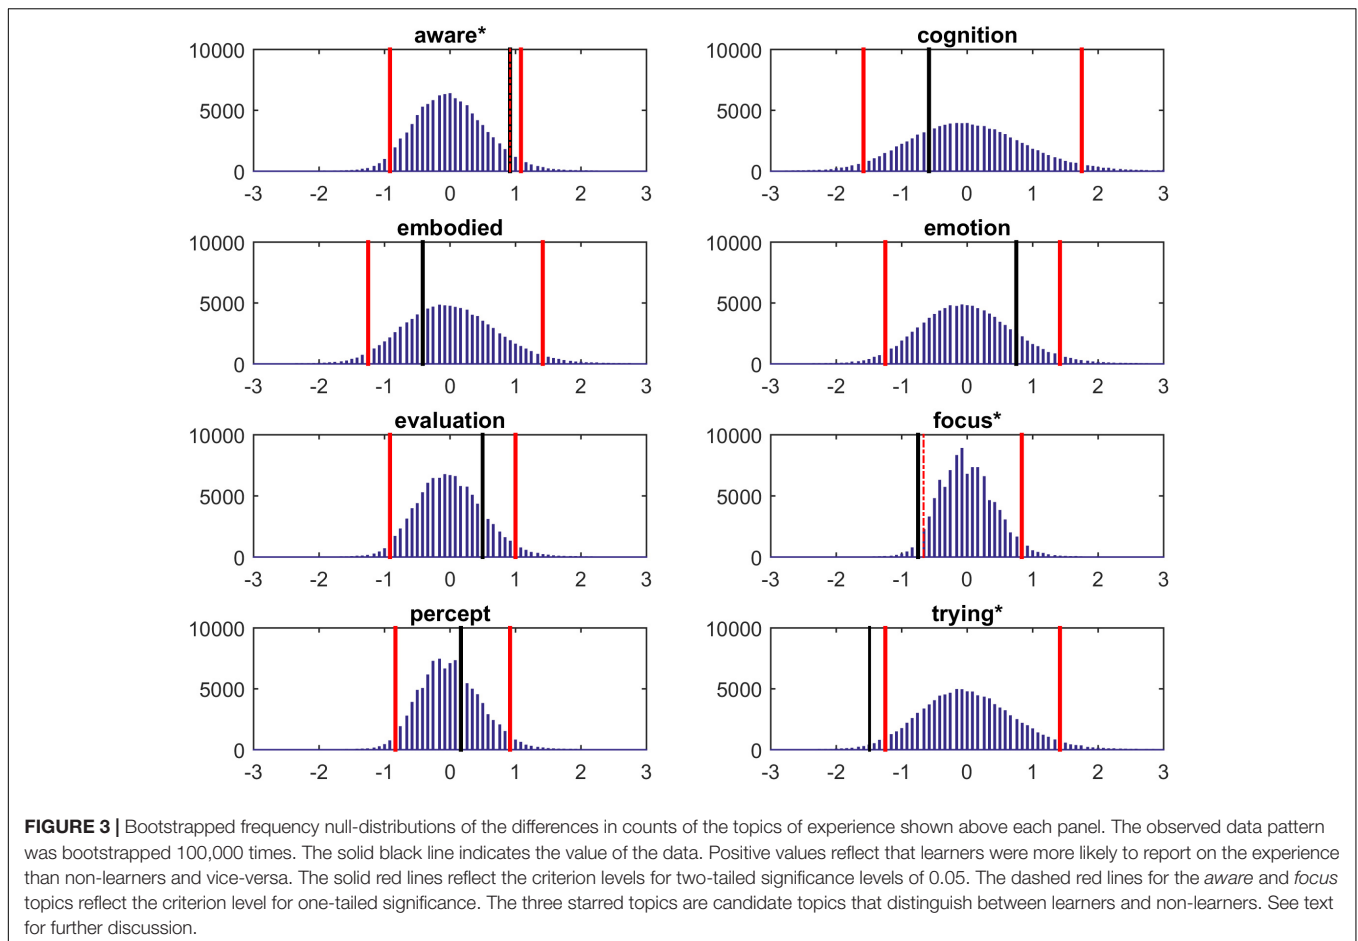 aware*
10000
5000
0
-3 -2 -1 0 1 2 3
cognition
10000
5000
0
-3 -2 -1 0 1 2 3
embodied
10000
5000
0
-3 -2 -1 0 1 2 3
emotion
10000
5000
0
-3 -2 -1 0 1 2 3
evaluation
10000
5000
0
-3 -2 -1 0 1 2 3
focus*
10000
5000
0
-3 -2 -1 0 1 2 3
percept
10000
5000
0
-3 -2 -1 0 1 2 3
trying*
10000
5000
0
-3 -2 -1 0 1 2 3
FIGURE 3 | Bootstrapped frequency null-distributions of the differences in counts of the topics of experience shown above each panel. The observed data pattern
was bootstrapped 100,000 times. The solid black line indicates the value of the data. Positive values reflect that learners were more likely to report on the experience
than non-learners and vice-versa. The solid red lines reflect the criterion levels for two-tailed significance levels of 0.05. The dashed red lines for the aware and focus
topics reflect the criterion level for one-tailed significance. The three starred topics are candidate topics that distinguish between learners and non-learners. See text
for further discussion.